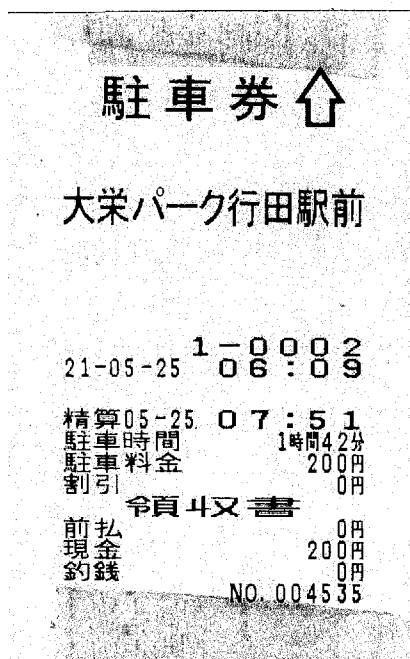 駐車券⇧
大栄パーク行田駅前
1-0002
21-05-25 06:09
精算05-25 07:51
駐車時間 1時間42分
駐車料金 200円
割引 0円
領収書
前払 0円
現金 200円
釣銭 0円
NO.004535